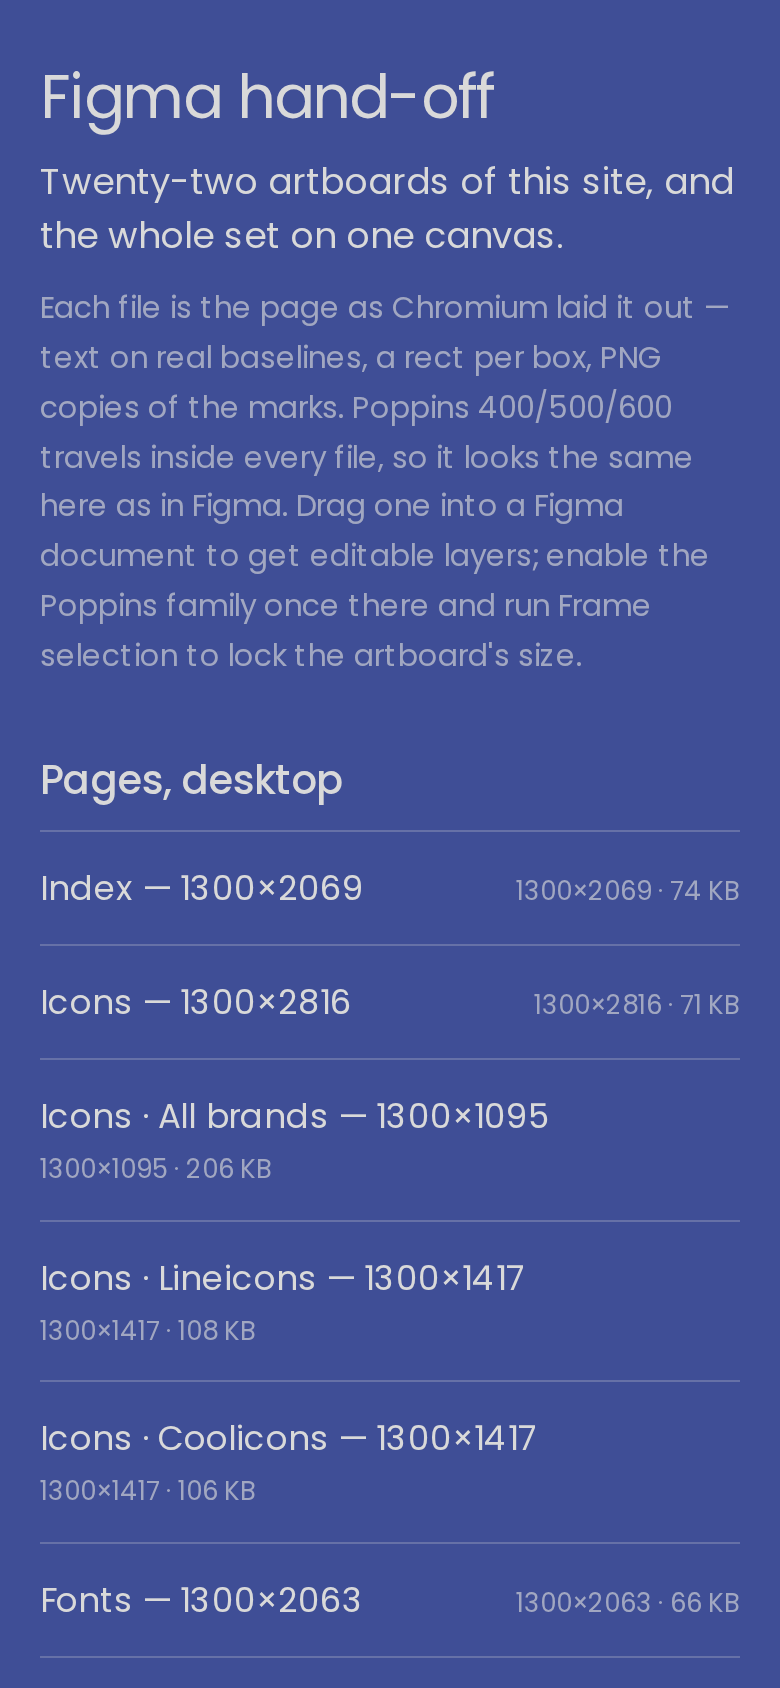 Figma hand-off
Twenty-two artboards of this site, and
the whole set on one canvas.
Each file is the page as Chromium laid it out —
text on real baselines, a rect per box, PNG
copies of the marks. Poppins 400/500/600
travels inside every file, so it looks the same
here as in Figma. Drag one into a Figma
document to get editable layers; enable the
Poppins family once there and run Frame
selection to lock the artboard's size.
Pages, desktop
Index — 1300×2069 1300×2069 · 74 KB
Icons — 1300×2816 1300×2816 · 71 KB
Icons · All brands — 1300×1095
1300×1095 · 206 KB
Icons · Lineicons — 1300×1417
1300×1417 · 108 KB
Icons · Coolicons — 1300×1417
1300×1417 · 106 KB
Fonts — 1300×2063 1300×2063 · 66 KB